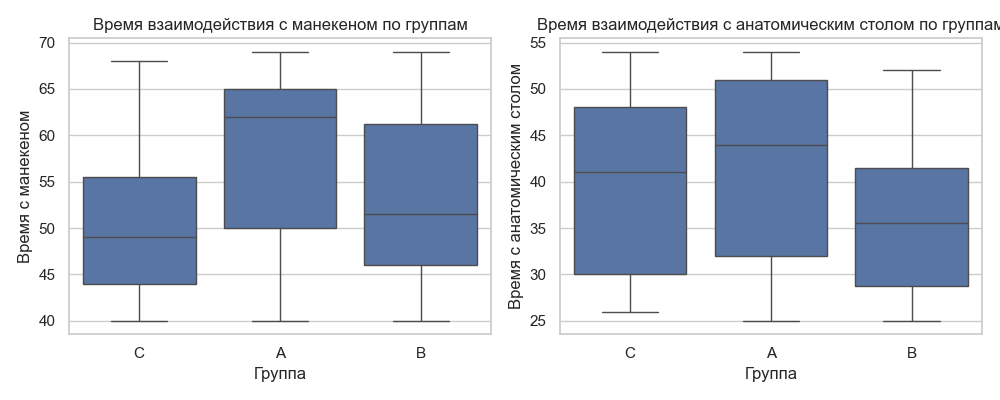 Время взаимодействия с манекеном по группам
Время с манекеном
70
65
60
55
50
45
40
C
A
B
Группа
Время взаимодействия с анатомическим столом по группам
Время с анатомическим столом
55
50
45
40
35
30
25
C
A
B
Группа